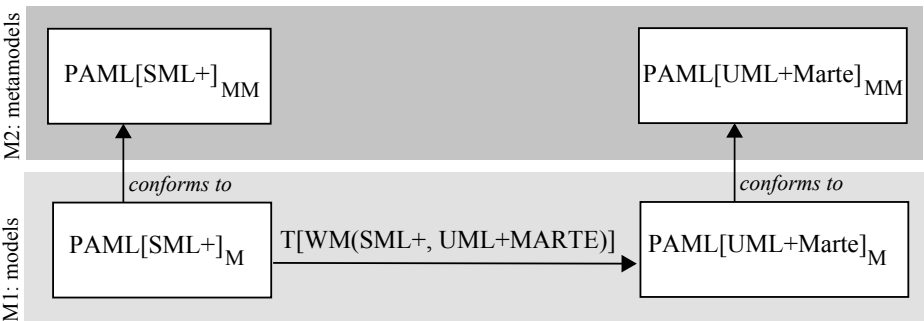 M2: metamodels
PAML[SML+]MM
PAML[UML+Marte]MM
conforms to
conforms to
M1: models
PAML[SML+]M
T[WM(SML+, UML+MARTE)]
PAML[UML+Marte]M